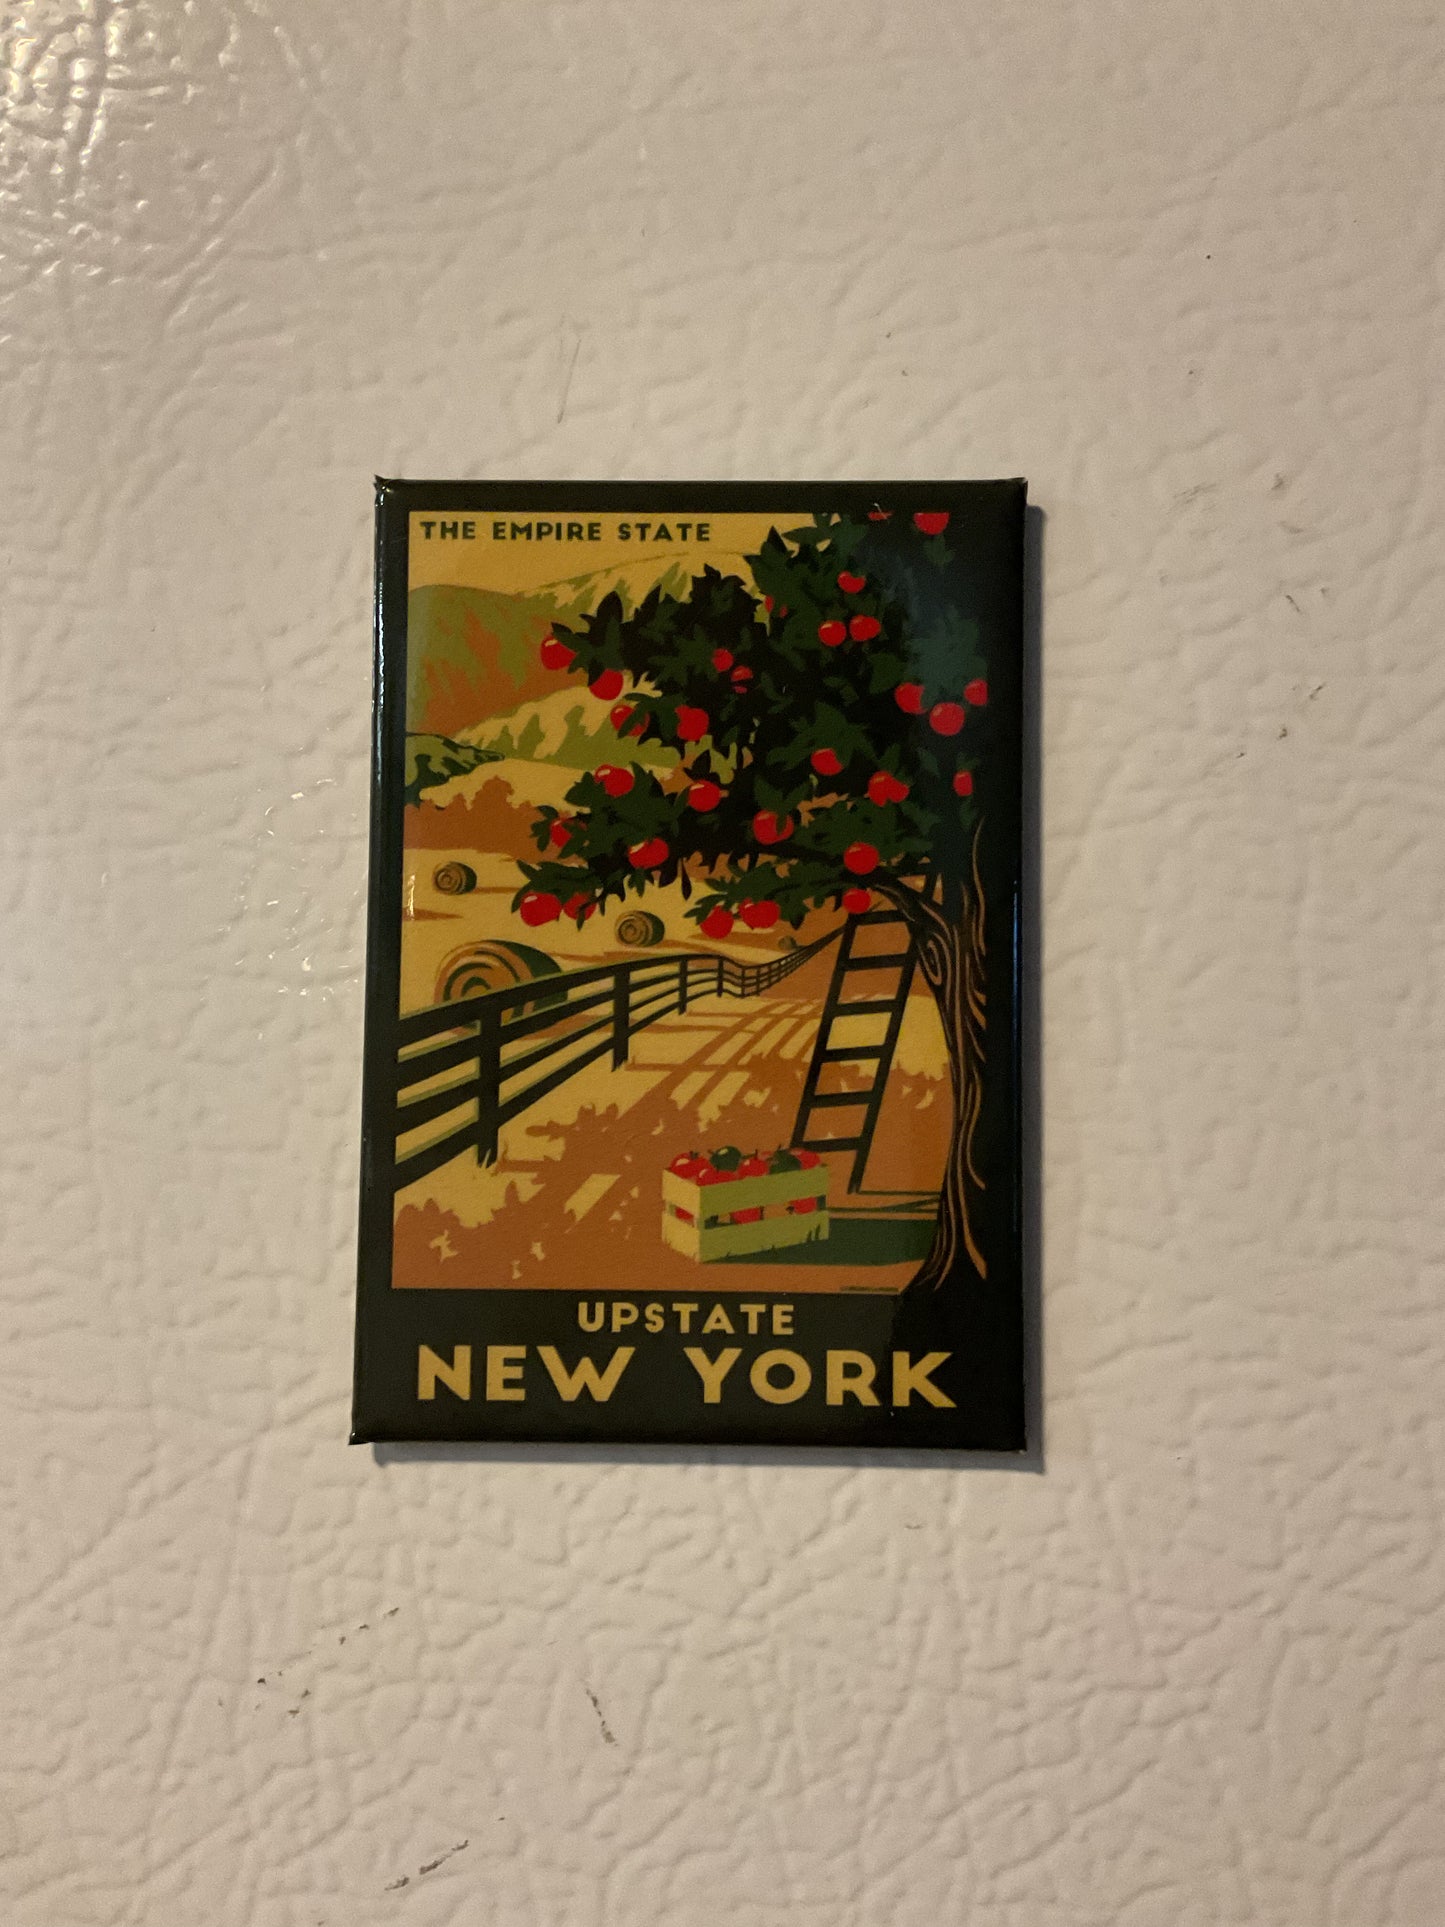 THE EMPIRE STATE
UPSTATE
NEW YORK